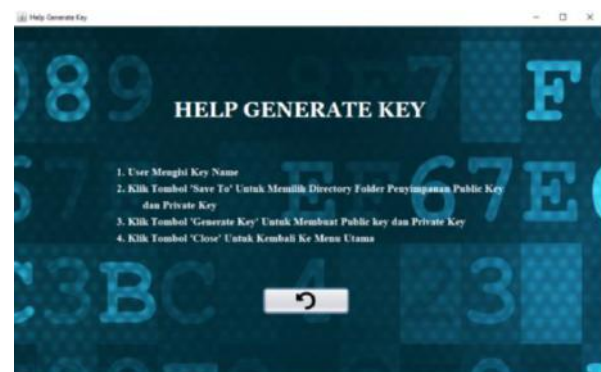 Help Generate Key
HELP GENERATE KEY
1. User Mengisi Key Name
2. Klik Tombol 'Save To' Untuk Memilih Directory Folder Penyimpanan Public Key
dan Private Key
3. Klik Tombol 'Generate Key' Untuk Membuat Public key dan Private Key
4. Klik Tombol 'Close' Untuk Kembali Ke Menu Utama